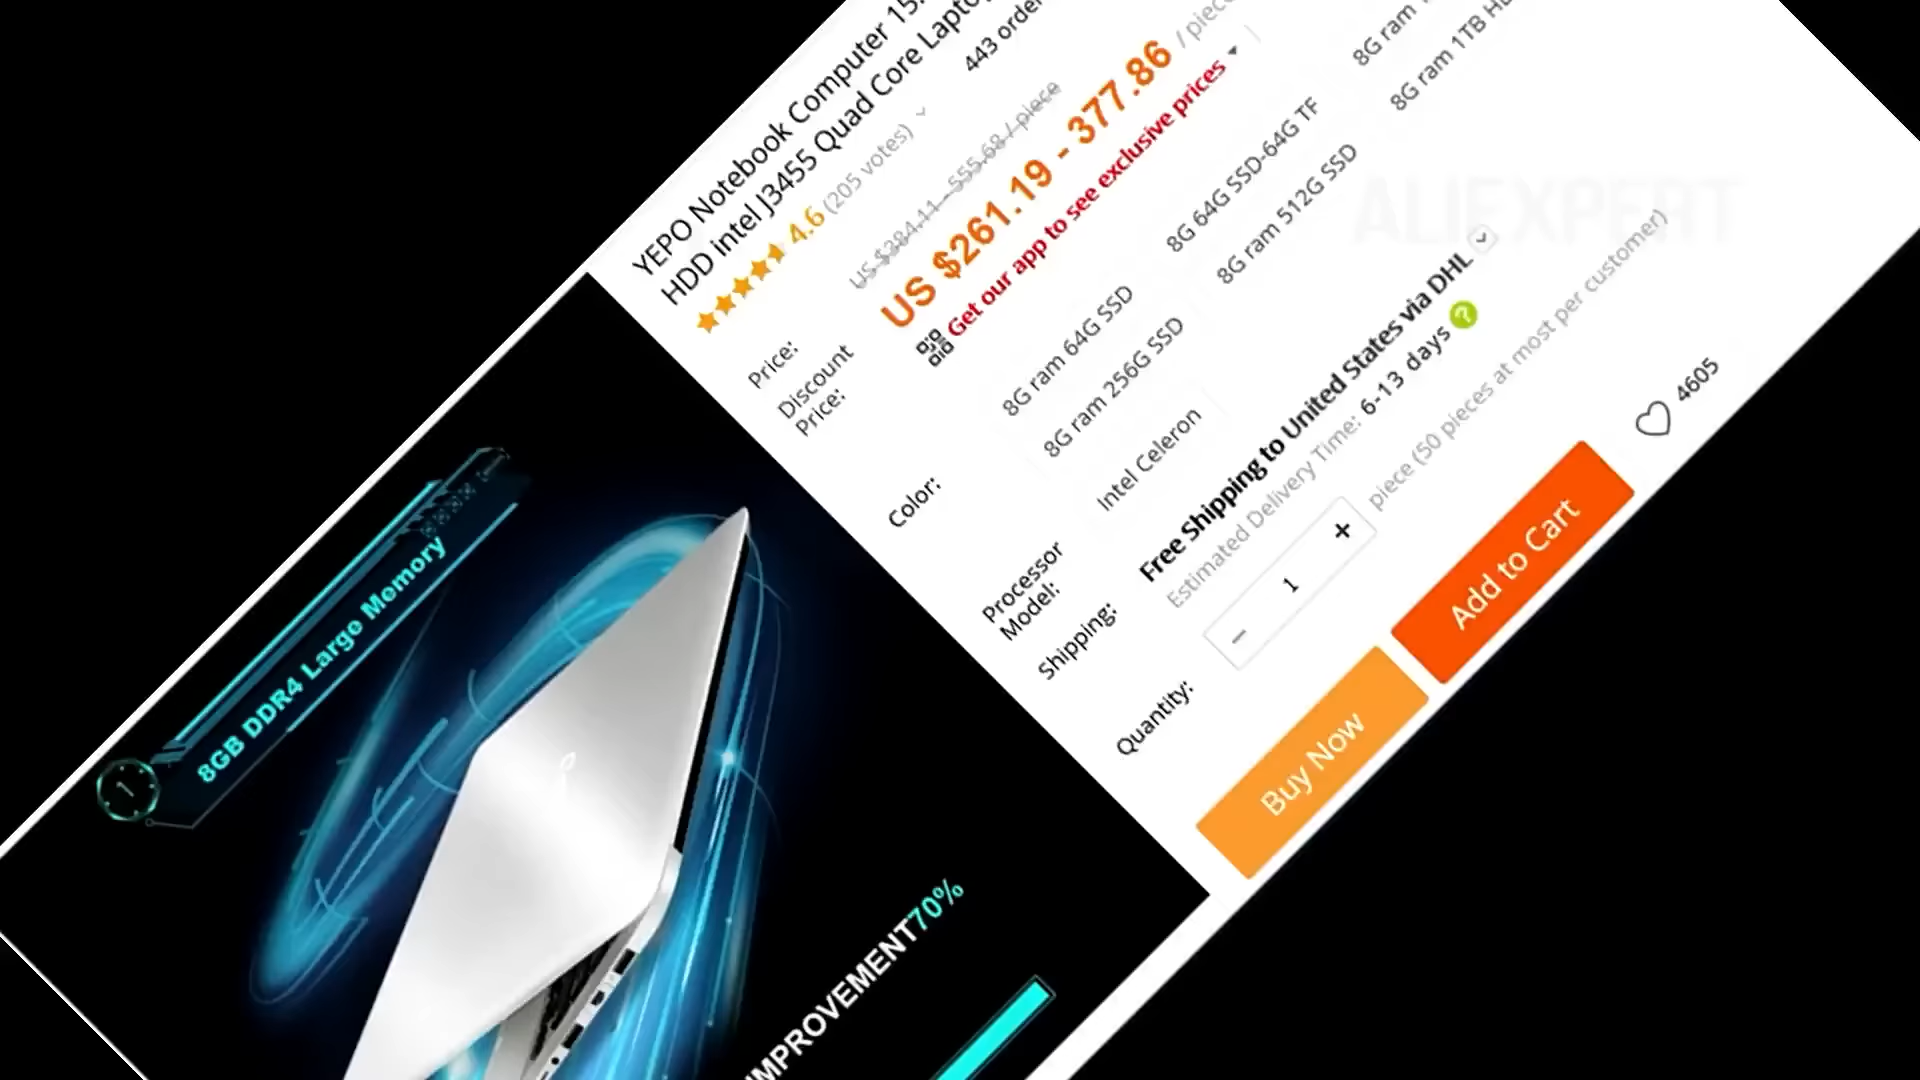 YEPO Notebook Computer 15.
HDD intel J3455 Quad Core Laptop
4.6 (205 votes)
443 order
Price:
US $384.11 - 555.68 / piece
Discount
Price:
US $261.19 - 377.86 / piece
Get our app to see exclusive prices
Color:
8G ram 64G SSD
8G 64G SSD-64G TF
8G ram
8G ram 256G SSD
8G ram 512G SSD
8G ram 1TB HD
Processor
Model:
Intel Celeron
Shipping:
Free Shipping to United States via DHL
Estimated Delivery Time: 6-13 days ?
Quantity:
− 1 + piece (50 pieces at most per customer)
Buy Now
Add to Cart
4605
ALIEXPERT
1
8GB DDR4 Large Memory
IMPROVEMENT70%